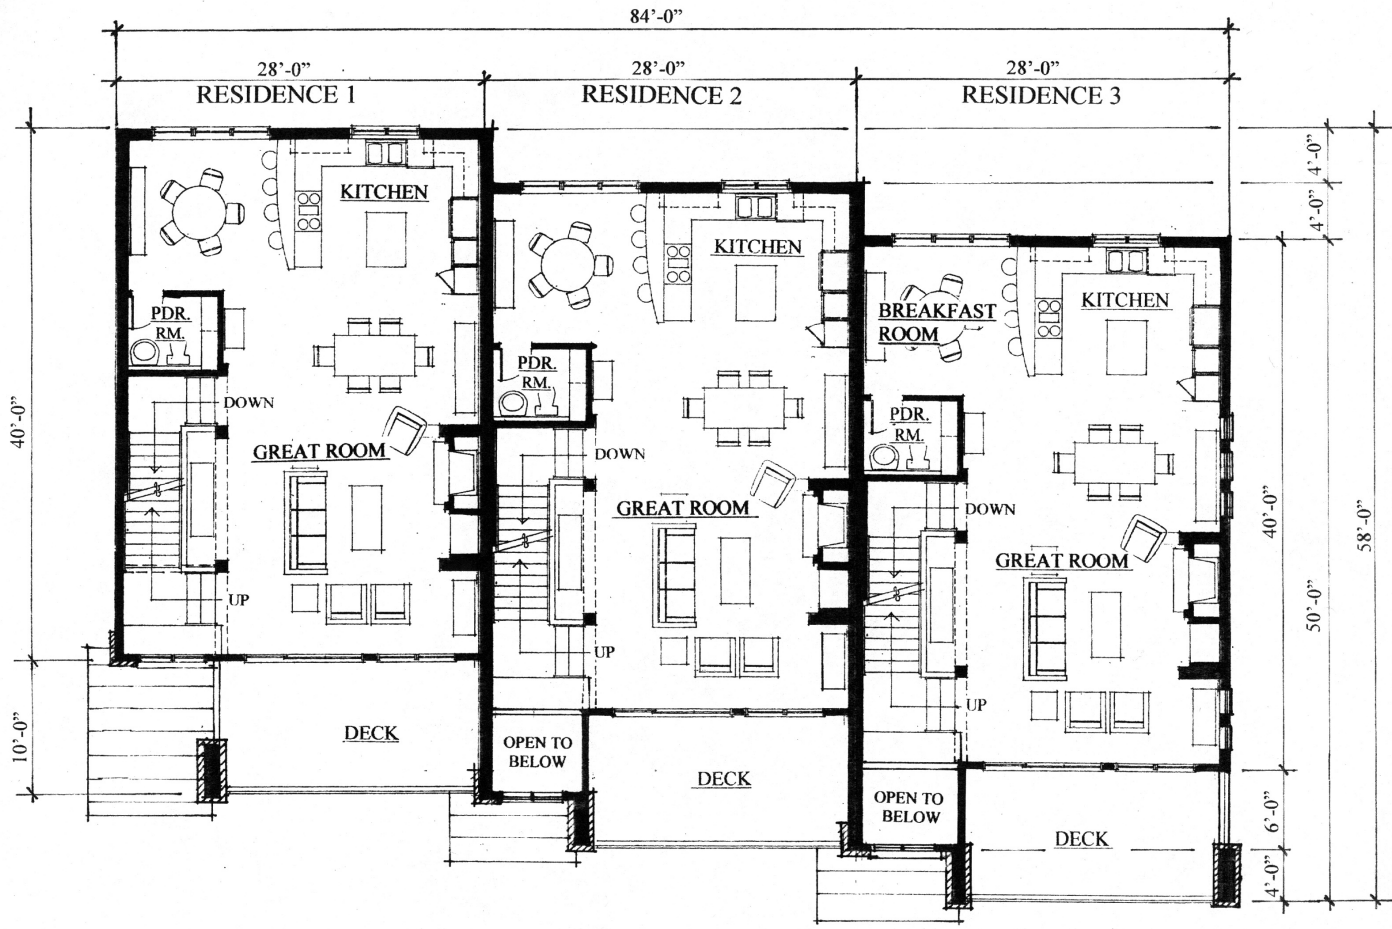 84'-0"
28'-0" 28'-0" 28'-0"
RESIDENCE 1 RESIDENCE 2 RESIDENCE 3
4'-0"
4'-0"
40'-0"
10'-0"
KITCHEN
PDR.
RM.
DOWN
GREAT ROOM
UP
DECK
KITCHEN
PDR.
RM.
DOWN
GREAT ROOM
UP
OPEN TO
BELOW
DECK
KITCHEN
BREAKFAST
ROOM
PDR.
RM.
DOWN
GREAT ROOM
UP
OPEN TO
BELOW
DECK
40'-0"
6'-0"
4'-0"
50'-0"
58'-0"